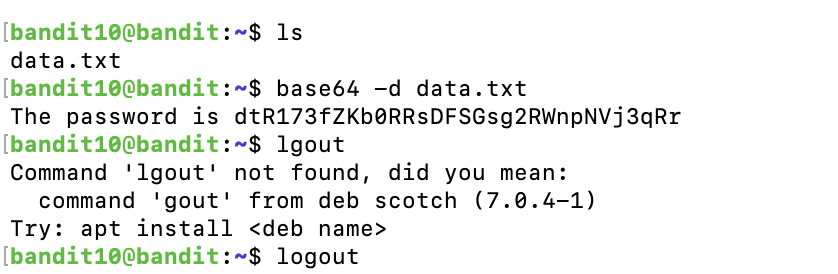 [bandit10@bandit:~$ ls
data.txt
[bandit10@bandit:~$ base64 -d data.txt
The password is dtR173fZKb0RRsDFSGsg2RWnpNVj3qRr
[bandit10@bandit:~$ lgout
Command 'lgout' not found, did you mean:
  command 'gout' from deb scotch (7.0.4-1)
Try: apt install <deb name>
[bandit10@bandit:~$ logout